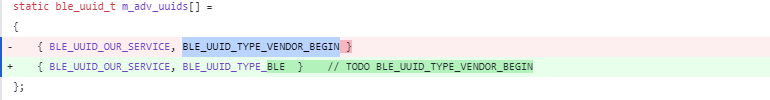 static ble_uuid_t m_adv_uuids[] =
{
-    { BLE_UUID_OUR_SERVICE, BLE_UUID_TYPE_VENDOR_BEGIN }
+    { BLE_UUID_OUR_SERVICE, BLE_UUID_TYPE_BLE  }    // TODO BLE_UUID_TYPE_VENDOR_BEGIN
};